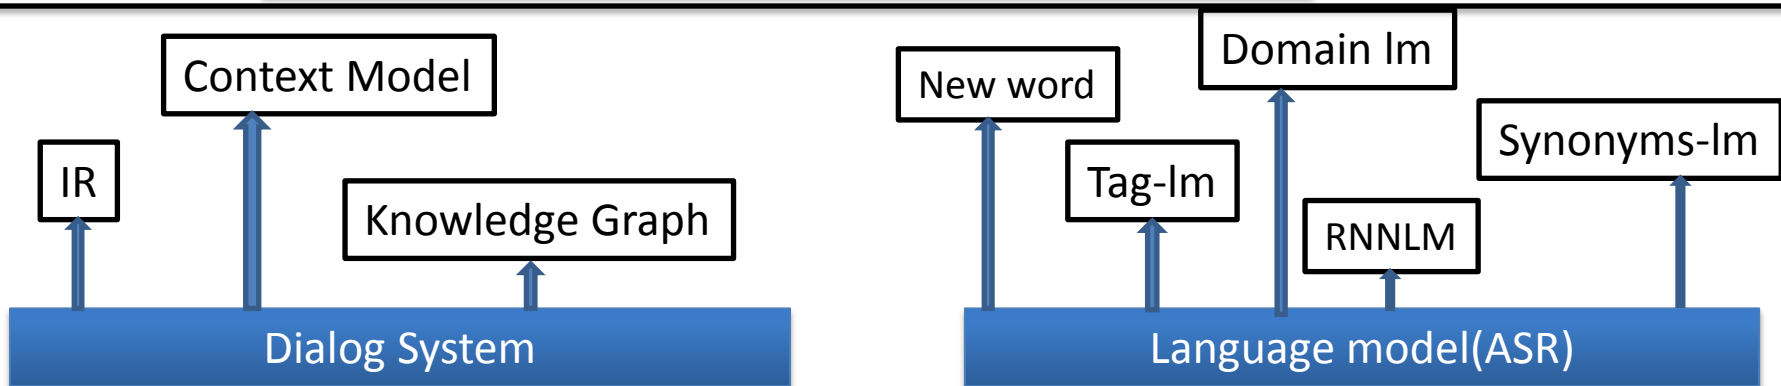 Context Model
IR
Knowledge Graph
Dialog System
Domain lm
New word
Synonyms-lm
Tag-lm
RNNLM
Language model(ASR)